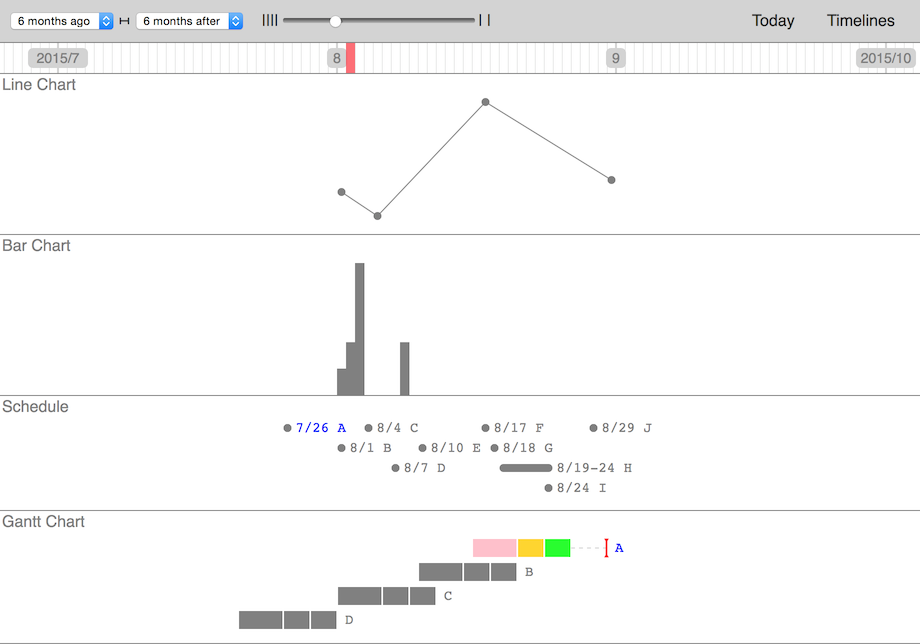 6 months ago 6 months after Today Timelines
2015/7 8 9 2015/10
Line Chart
Bar Chart
Schedule
7/26 A 8/4 C 8/17 F 8/29 J
8/1 B 8/10 E 8/18 G
8/7 D 8/19-24 H
8/24 I
Gantt Chart
A
B
C
D